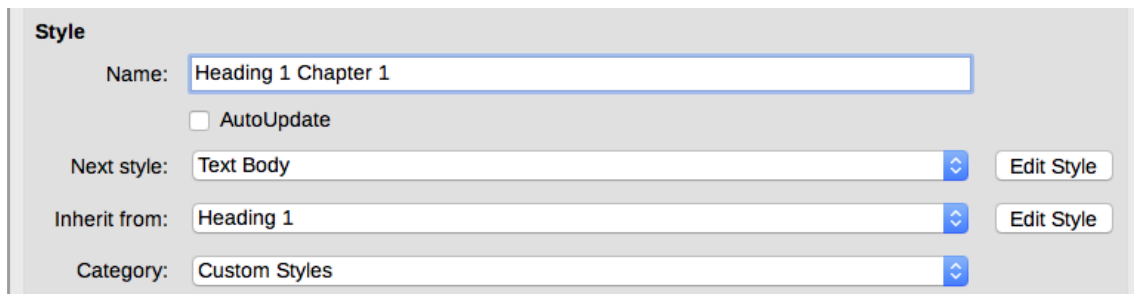 Style
Name: Heading 1 Chapter 1
AutoUpdate
Next style: Text Body Edit Style
Inherit from: Heading 1 Edit Style
Category: Custom Styles